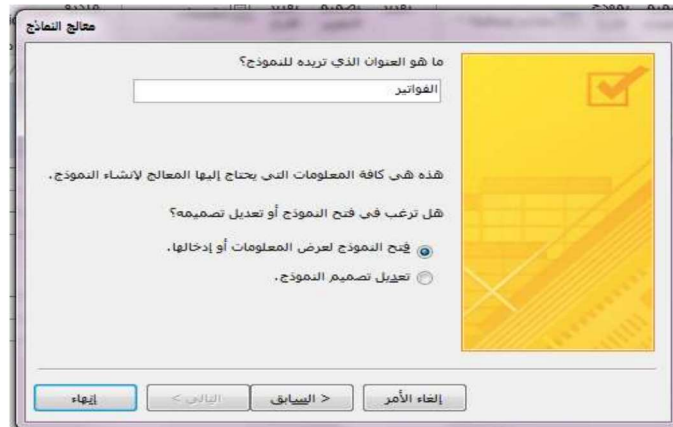 معالج النماذج
ما هو العنوان الذي تريده للنموذج؟
الفواتير
هذه هي كافة المعلومات التي يحتاج إليها المعالج لإنشاء النموذج.
هل ترغب في فتح النموذج أو تعديل تصميمه؟
فتح النموذج لعرض المعلومات أو إدخالها.
تعديل تصميم النموذج.
إلغاء الأمر
< السابق
التالي >
إنهاء